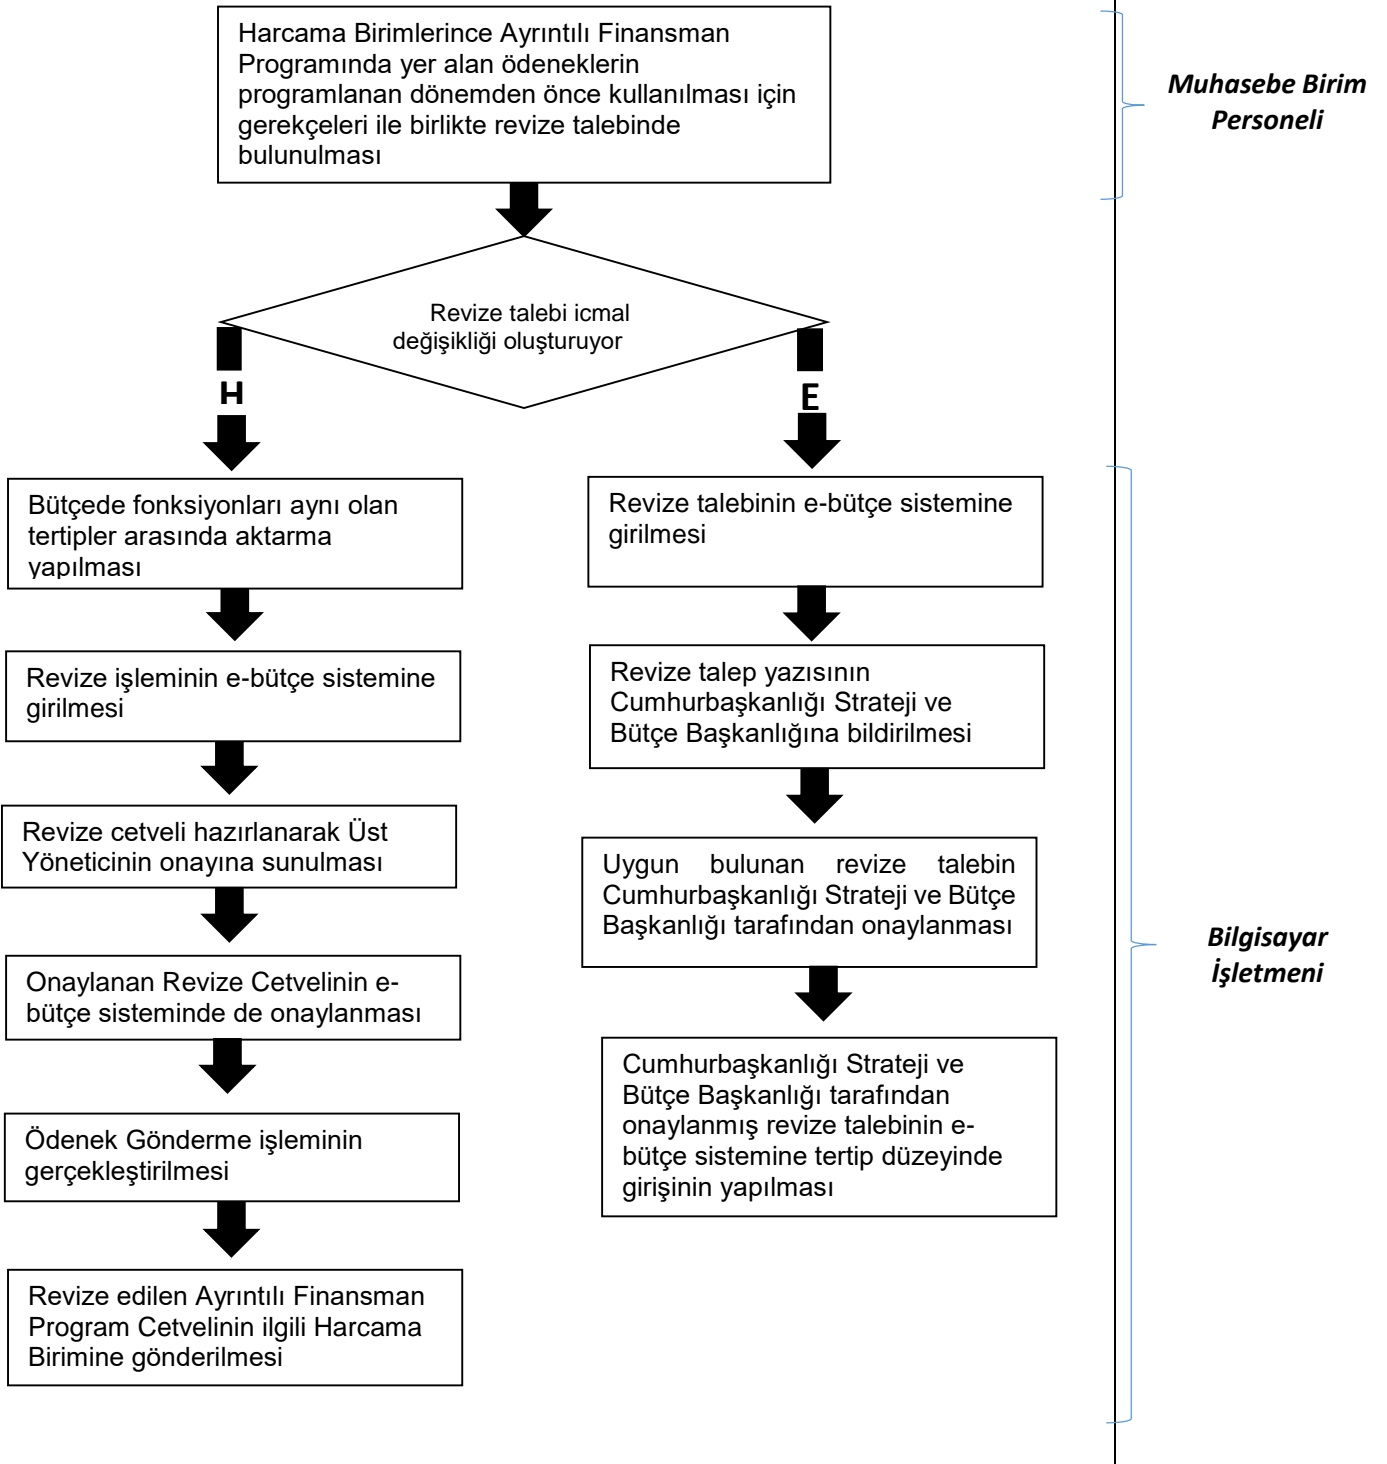 Harcama Birimlerince Ayrıntılı Finansman
Programında yer alan ödeneklerin
programlanan dönemden önce kullanılması için
gerekçeleri ile birlikte revize talebinde
bulunulması
Muhasebe Birim
Personeli
Revize talebi icmal
değişikliği oluşturuyor
H
E
Bütçede fonksiyonları aynı olan
tertipler arasında aktarma
yapılması
Revize işleminin e-bütçe sistemine
girilmesi
Revize cetveli hazırlanarak Üst
Yöneticinin onayına sunulması
Onaylanan Revize Cetvelinin e-
bütçe sisteminde de onaylanması
Ödenek Gönderme işleminin
gerçekleştirilmesi
Revize edilen Ayrıntılı Finansman
Program Cetvelinin ilgili Harcama
Birimine gönderilmesi
Revize talebinin e-bütçe sistemine
girilmesi
Revize talep yazısının
Cumhurbaşkanlığı Strateji ve
Bütçe Başkanlığına bildirilmesi
Uygun bulunan revize talebin
Cumhurbaşkanlığı Strateji ve Bütçe
Başkanlığı tarafından onaylanması
Cumhurbaşkanlığı Strateji ve
Bütçe Başkanlığı tarafından
onaylanmış revize talebinin e-
bütçe sistemine tertip düzeyinde
girişinin yapılması
Bilgisayar
İşletmeni